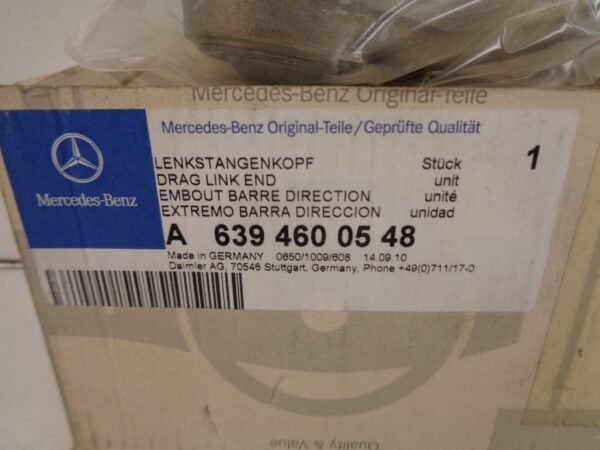 Mercedes-Benz Original-Teile
Mercedes-Benz Original-Teile/Geprüfte Qualität
Mercedes-Benz
LENKSTANGENKOPF Stück 1
DRAG LINK END unit
EMBOUT BARRE DIRECTION unité
EXTREMO BARRA DIRECCION unidad
A 639 460 05 48
Made in GERMANY 0650/1009/608 14.09.10
Daimler AG, 70546 Stuttgart, Germany, Phone +49(0)711/17-0
Quality & Value